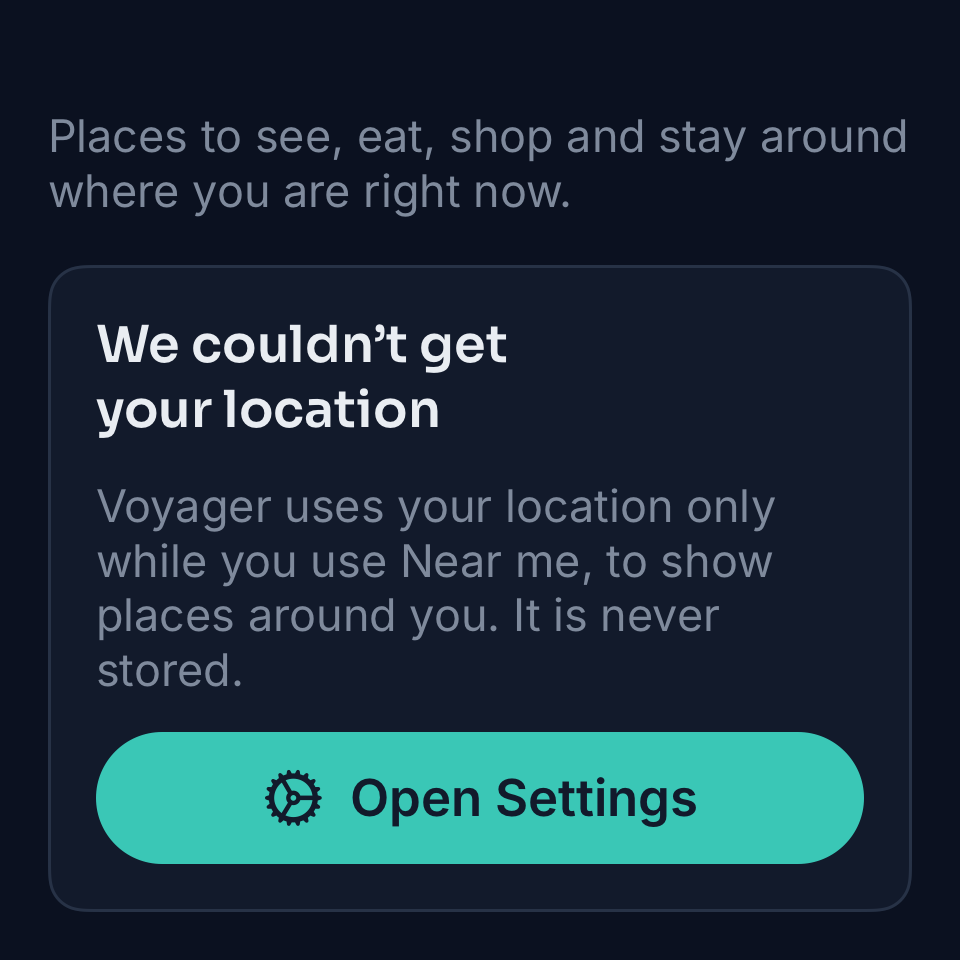 Places to see, eat, shop and stay around
where you are right now.
We couldn’t get
your location
Voyager uses your location only
while you use Near me, to show
places around you. It is never
stored.
Open Settings